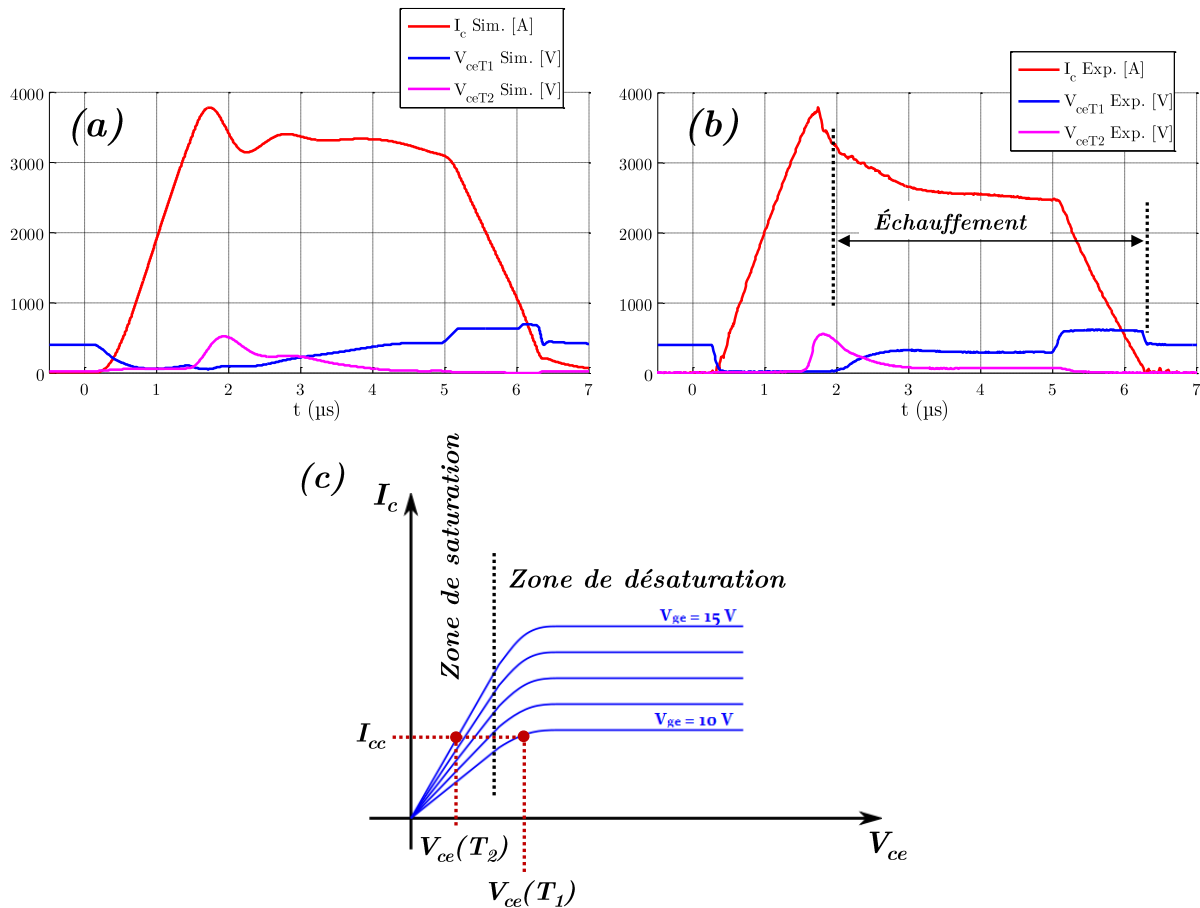 I_c Sim. [A]
V_ceT1 Sim. [V]
V_ceT2 Sim. [V]
(a)
4000
3000
2000
1000
0
0 1 2 3 4 5 6 7
t (µs)
I_c Exp. [A]
V_ceT1 Exp. [V]
V_ceT2 Exp. [V]
(b)
Échauffement
4000
3000
2000
1000
0
0 1 2 3 4 5 6 7
t (µs)
(c)
I_c
Zone de saturation
Zone de désaturation
V_ge = 15 V
V_ge = 10 V
I_cc
V_ce(T_2)
V_ce(T_1)
V_ce